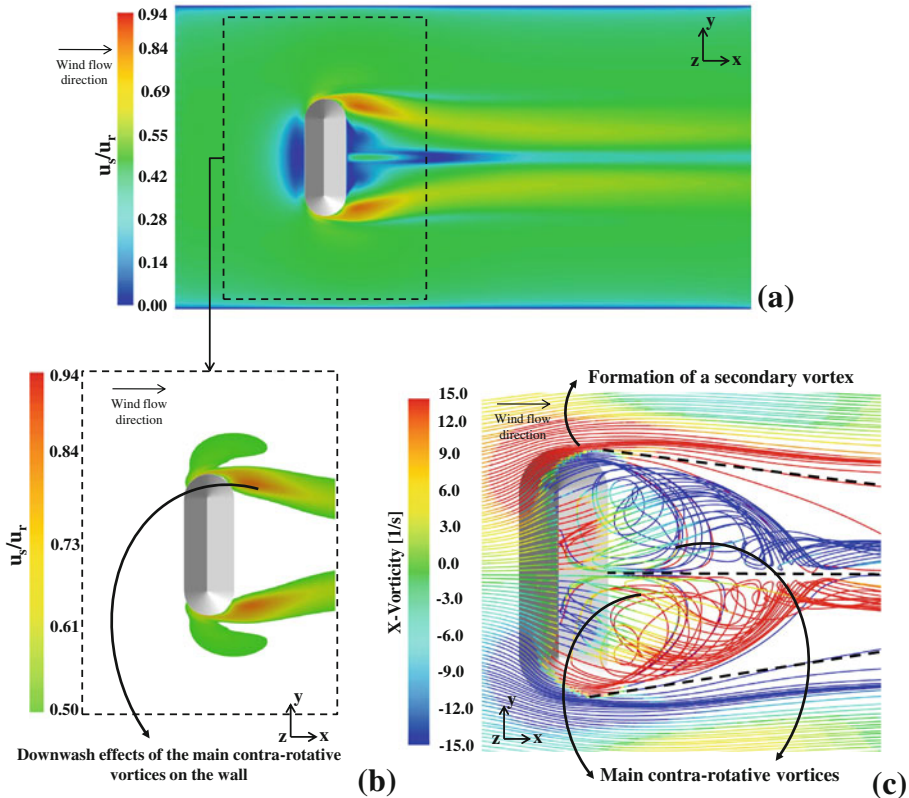 0.94
0.84
0.69
0.55
0.42
0.28
0.14
0.00
us/ur
Wind flow
direction
y
z x
(a)
0.94
0.84
0.73
0.61
0.50
us/ur
Wind flow
direction
y
z x
Downwash effects of the main contra-rotative
vortices on the wall
(b)
Formation of a secondary vortex
15.0
12.0
9.0
6.0
3.0
0.0
-3.0
-6.0
-9.0
-12.0
-15.0
X-Vorticity [1/s]
Wind flow
direction
y
z x
Main contra-rotative vortices
(c)